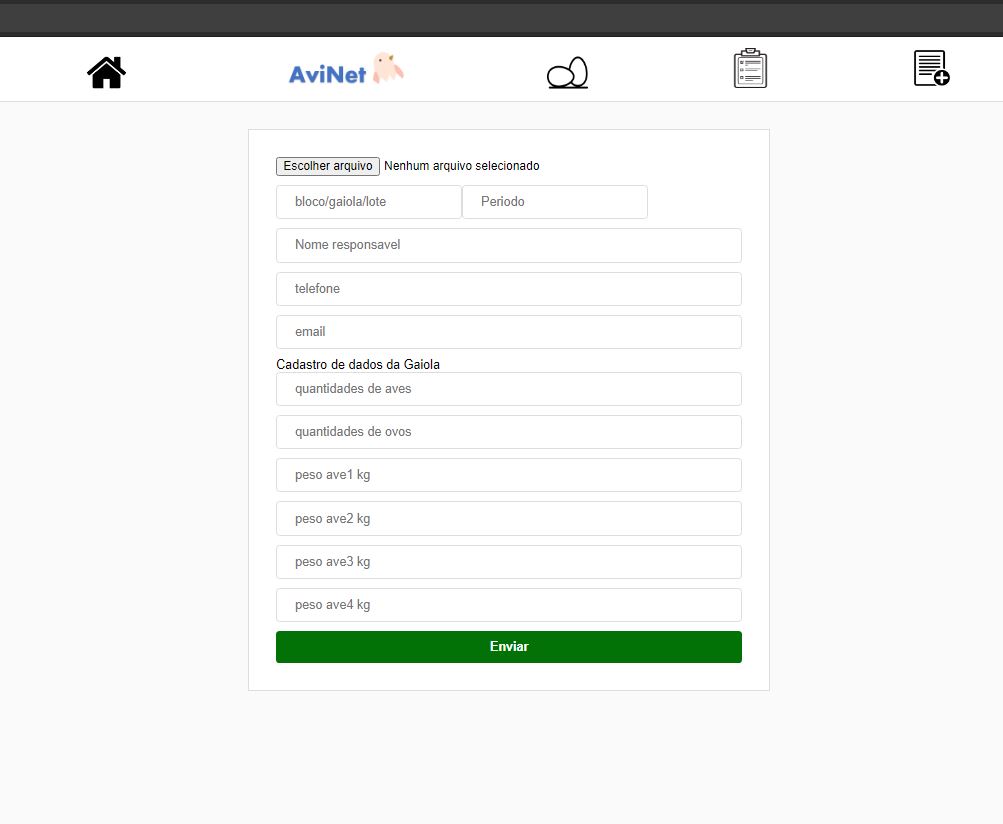 AviNet
Escolher arquivo Nenhum arquivo selecionado
bloco/gaiola/lote Periodo
Nome responsavel
telefone
email
Cadastro de dados da Gaiola
quantidades de aves
quantidades de ovos
peso ave1 kg
peso ave2 kg
peso ave3 kg
peso ave4 kg
Enviar